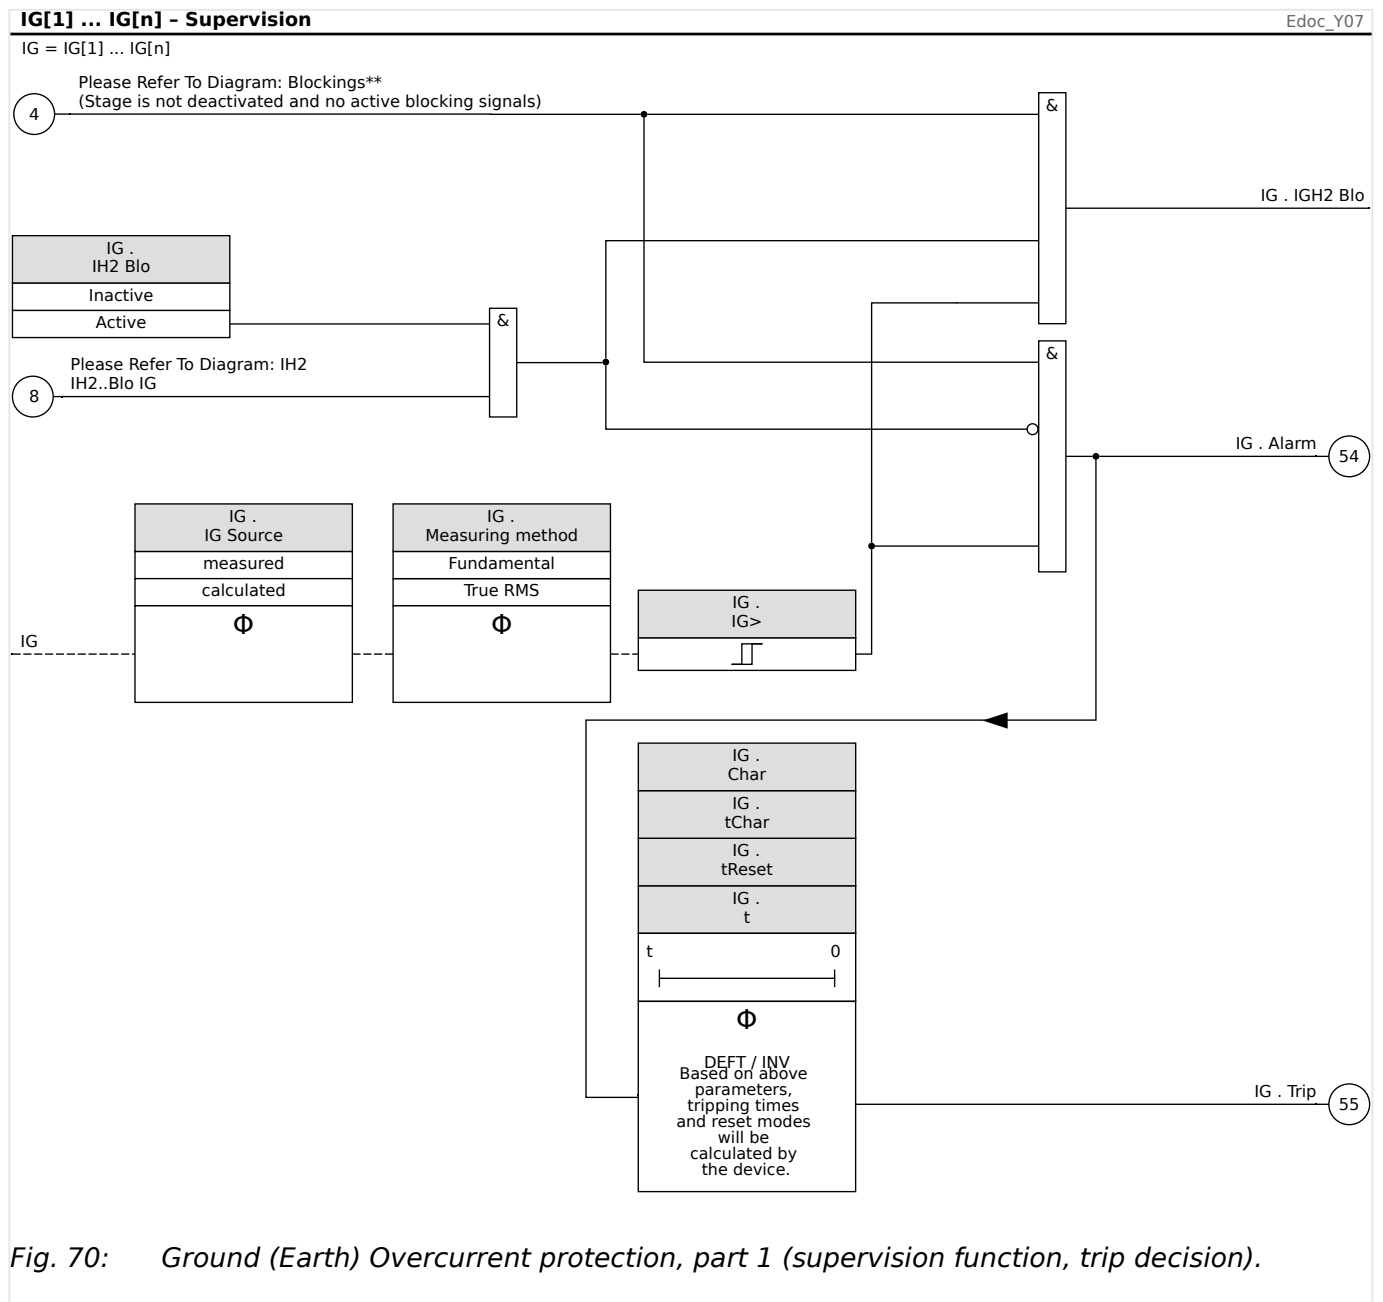 IG[1] ... IG[n] – Supervision
Edoc_Y07
IG = IG[1] ... IG[n]
Please Refer To Diagram: Blockings**
(Stage is not deactivated and no active blocking signals)
4
&
IG . IGH2 Blo
IG .
IH2 Blo
Inactive
Active
&
Please Refer To Diagram: IH2
IH2..Blo IG
8
&
IG . Alarm
54
IG .
IG Source
measured
calculated
Φ
IG .
Measuring method
Fundamental
True RMS
Φ
IG .
IG>
IG
IG .
Char
IG .
tChar
IG .
tReset
IG .
t
t 0
Φ
DEFT / INV
Based on above
parameters,
tripping times
and reset modes
will be
calculated by
the device.
IG . Trip
55
Fig. 70: Ground (Earth) Overcurrent protection, part 1 (supervision function, trip decision).